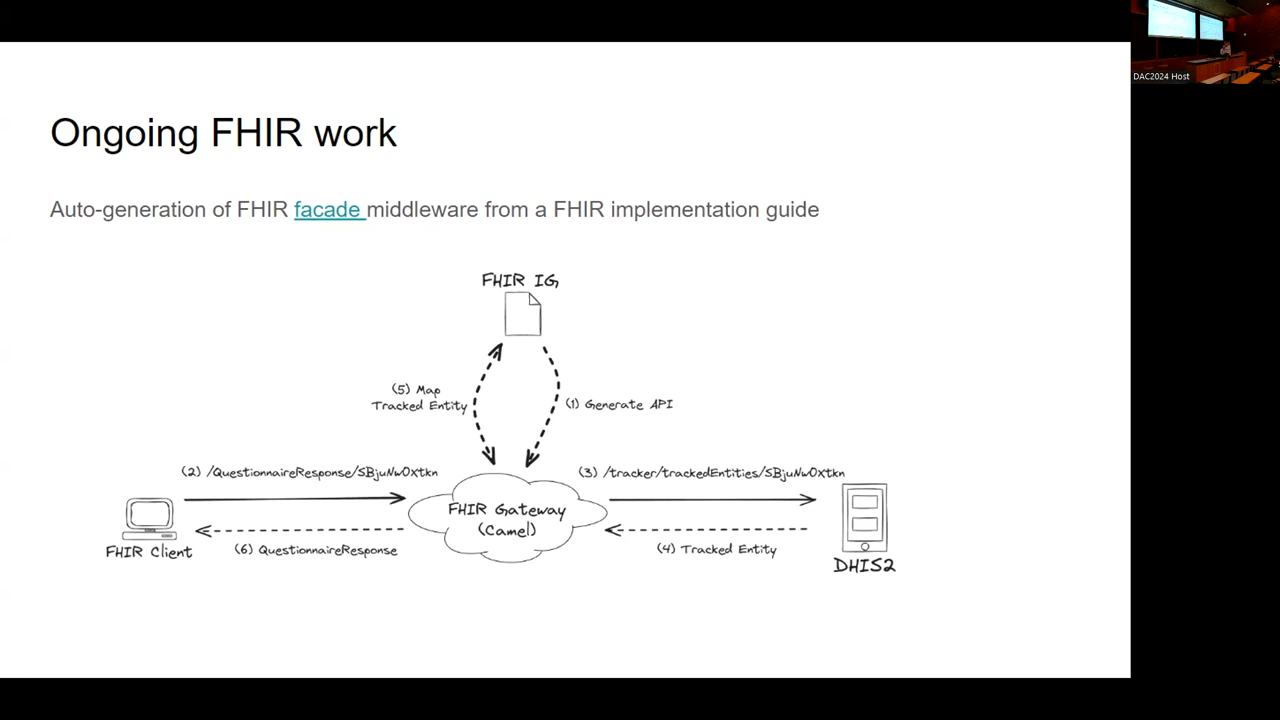 DAC2024 Host
Ongoing FHIR work
Auto-generation of FHIR facade middleware from a FHIR implementation guide
FHIR IG
(5) Map
Tracked Entity
(1) Generate API
(2) /QuestionnaireResponse/SBjuNwOXtkn
(3) /tracker/trackedEntities/SBjuNwOXtkn
FHIR Gateway
(Camel)
FHIR Client
(6) QuestionnaireResponse
(4) Tracked Entity
DHIS2